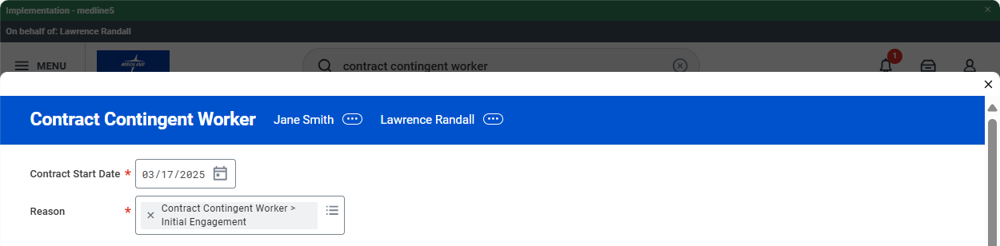 Implementation - medline5
On behalf of: Lawrence Randall
MENU
MEDLINE
contract contingent worker
1
Contract Contingent Worker Jane Smith Lawrence Randall
Contract Start Date * 03/17/2025
Reason * Contract Contingent Worker >
Initial Engagement